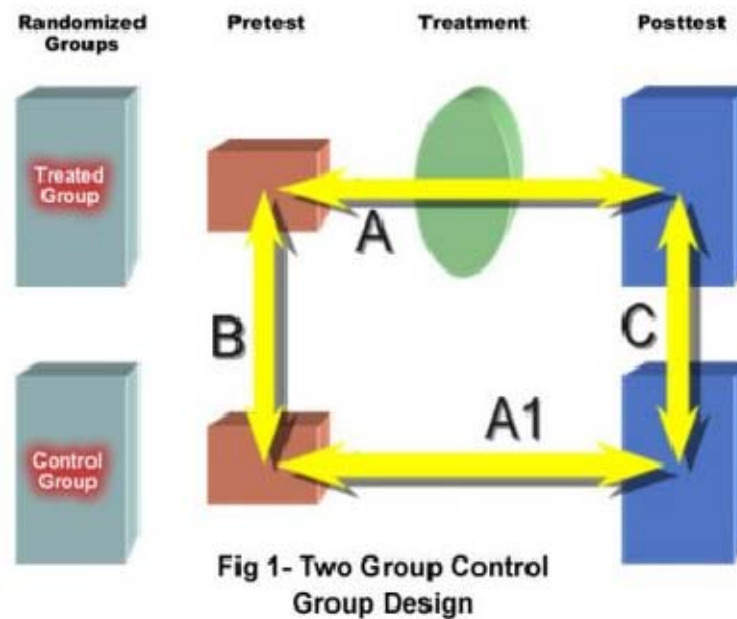 Randomized
Groups
Pretest
Treatment
Posttest
Treated
Group
A
B
C
Control
Group
A1
Fig 1- Two Group Control
Group Design